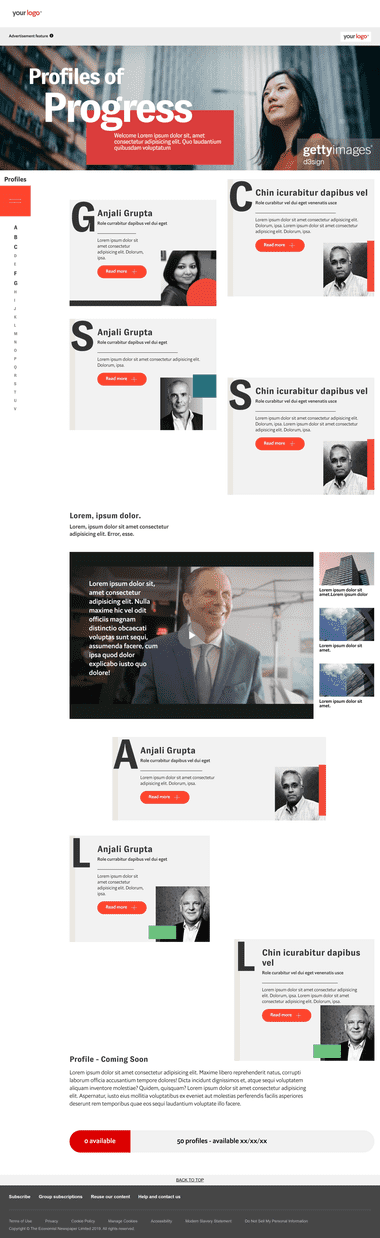 your logo
Advertisement feature
your logo
Profiles of
Progress
Welcome Lorem ipsum dolor sit, amet
consectetur adipisicing elit. Quo laudantium
quibusdam voluptatum
gettyimages
d3sign
Profiles
A
B
C
D
E
F
G
H
I
J
K
L
M
N
O
P
Q
R
S
T
U
V
G
Anjali Grupta
Role currabitur dapibus vel dui eget
Lorem ipsum dolor sit
amet consectetur
adipisicing elit. Dolorum,
ipsa.
Read more
C
Chin icurabitur dapibus vel
Role curabitur dui eget venenatis usce
Lorem ipsum dolor sit amet consectetur adipisicing elit.
Dolorum, ipsa.
Read more
S
Anjali Grupta
Role currabitur dapibus vel dui eget
Lorem ipsum dolor sit amet consectetur adipisicing elit.
Dolorum, ipsa.
Read more
S
Chin icurabitur dapibus vel
Role curabitur dui eget venenatis usce
Lorem ipsum dolor sit amet consectetur adipisicing elit.
Dolorum, ipsa. Lorem ipsum dolor sit amet consectetur adipisicing elit. Dolorum,
ipsa.
Read more
Lorem, ipsum dolor.
Lorem, ipsum dolor sit amet consectetur
adipisicing elit. Error, esse.
Lorem ipsum dolor sit,
amet consectetur
adipisicing elit. Nulla
maxime hic vel odit
officiis magnam
distinctio obcaecati
voluptas sunt sequi,
assumenda facere, cum
ipsa quod dolor
explicabo iusto quo
dolore!
Lorem ipsum dolor sit
amet.Lorem ipsum dolor
Lorem ipsum dolor sit
amet.
Lorem ipsum dolor sit
amet.
A
Anjali Grupta
Role currabitur dapibus vel dui eget
Lorem ipsum dolor sit amet consectetur
adipisicing elit. Dolorum, ipsa.
Read more
L
Anjali Grupta
Role currabitur dapibus vel dui eget
Lorem ipsum dolor sit
amet consectetur
adipisicing elit. Dolorum,
ipsa.
Read more
L
Chin icurabitur dapibus
vel
Role curabitur dui eget venenatis usce
Lorem ipsum dolor sit amet consectetur adipisicing elit.
Dolorum, ipsa. Lorem ipsum dolor sit amet consectetur
adipisicing elit. Dolorum, ipsa.
Read more
Profile - Coming Soon
Lorem ipsum dolor sit amet consectetur adipisicing elit. Maxime libero reprehenderit natus, corrupti
laborum officia accusantium tempore dolores! Dicta incidunt dignissimos et, atque sequi voluptatem
aliquam inventore molestiae? Quidem, quisquam? Lorem ipsum dolor sit amet consectetur adipisicing
elit. Aspernatur, iusto eius mollitia voluptatibus ex eveniet aut molestias perferendis facilis asperiores
deserunt rem temporibus quae eos sequi laudantium voluptate illo facere.
0 available
50 profiles - available xx/xx/xx
BACK TO TOP
Subscribe Group subscriptions Reuse our content Help and contact us
Terms of Use Privacy Cookie Policy Manage Cookies Accessibility Modern Slavery Statement Do Not Sell My Personal Information
Copyright © The Economist Newspaper Limited 2019. All rights reserved.